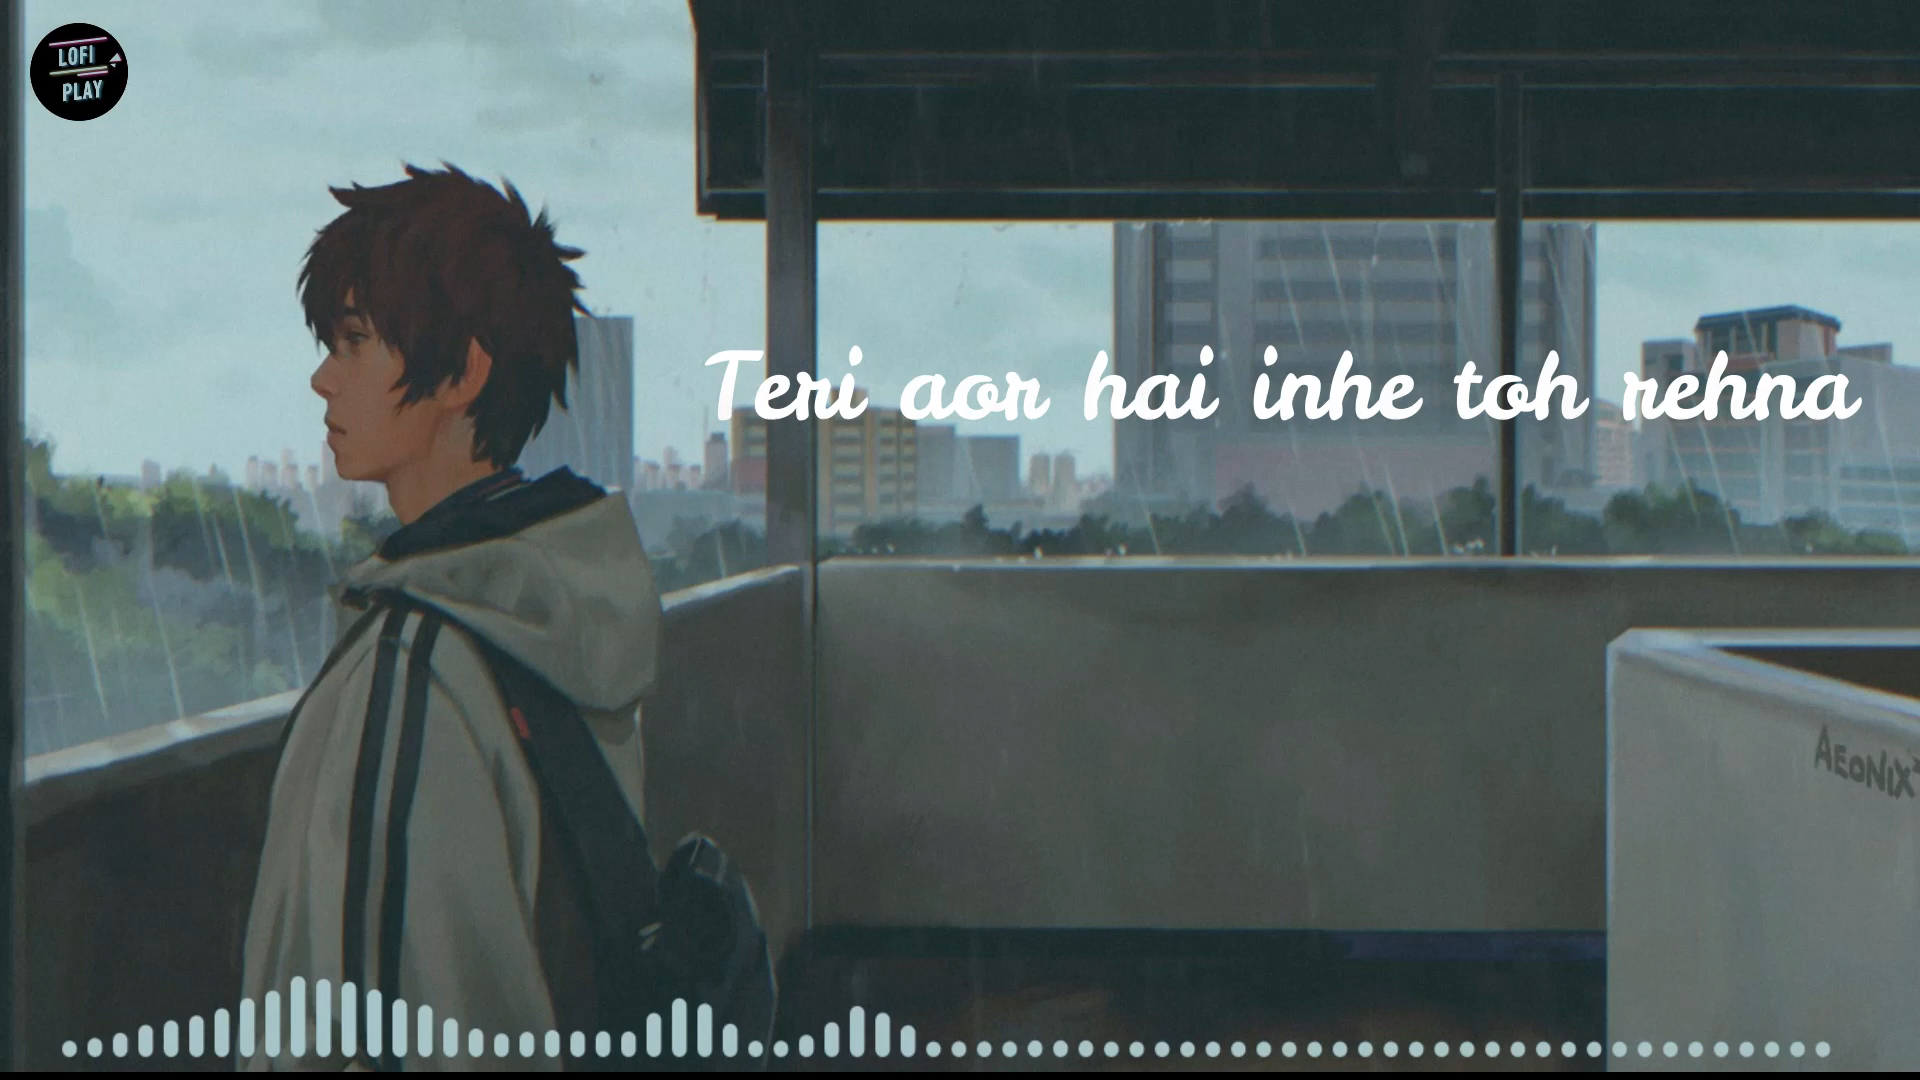 LOFI
PLAY
Teri aor hai inhe toh rehna
AEONIX